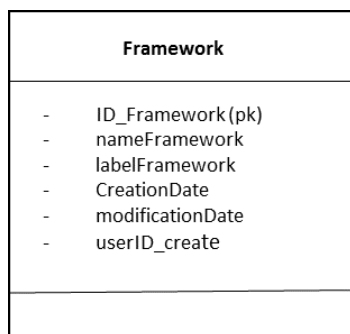 Framework
- ID_Framework(pk)
- nameFramework
- labelFramework
- CreationDate
- modificationDate
- userID_create